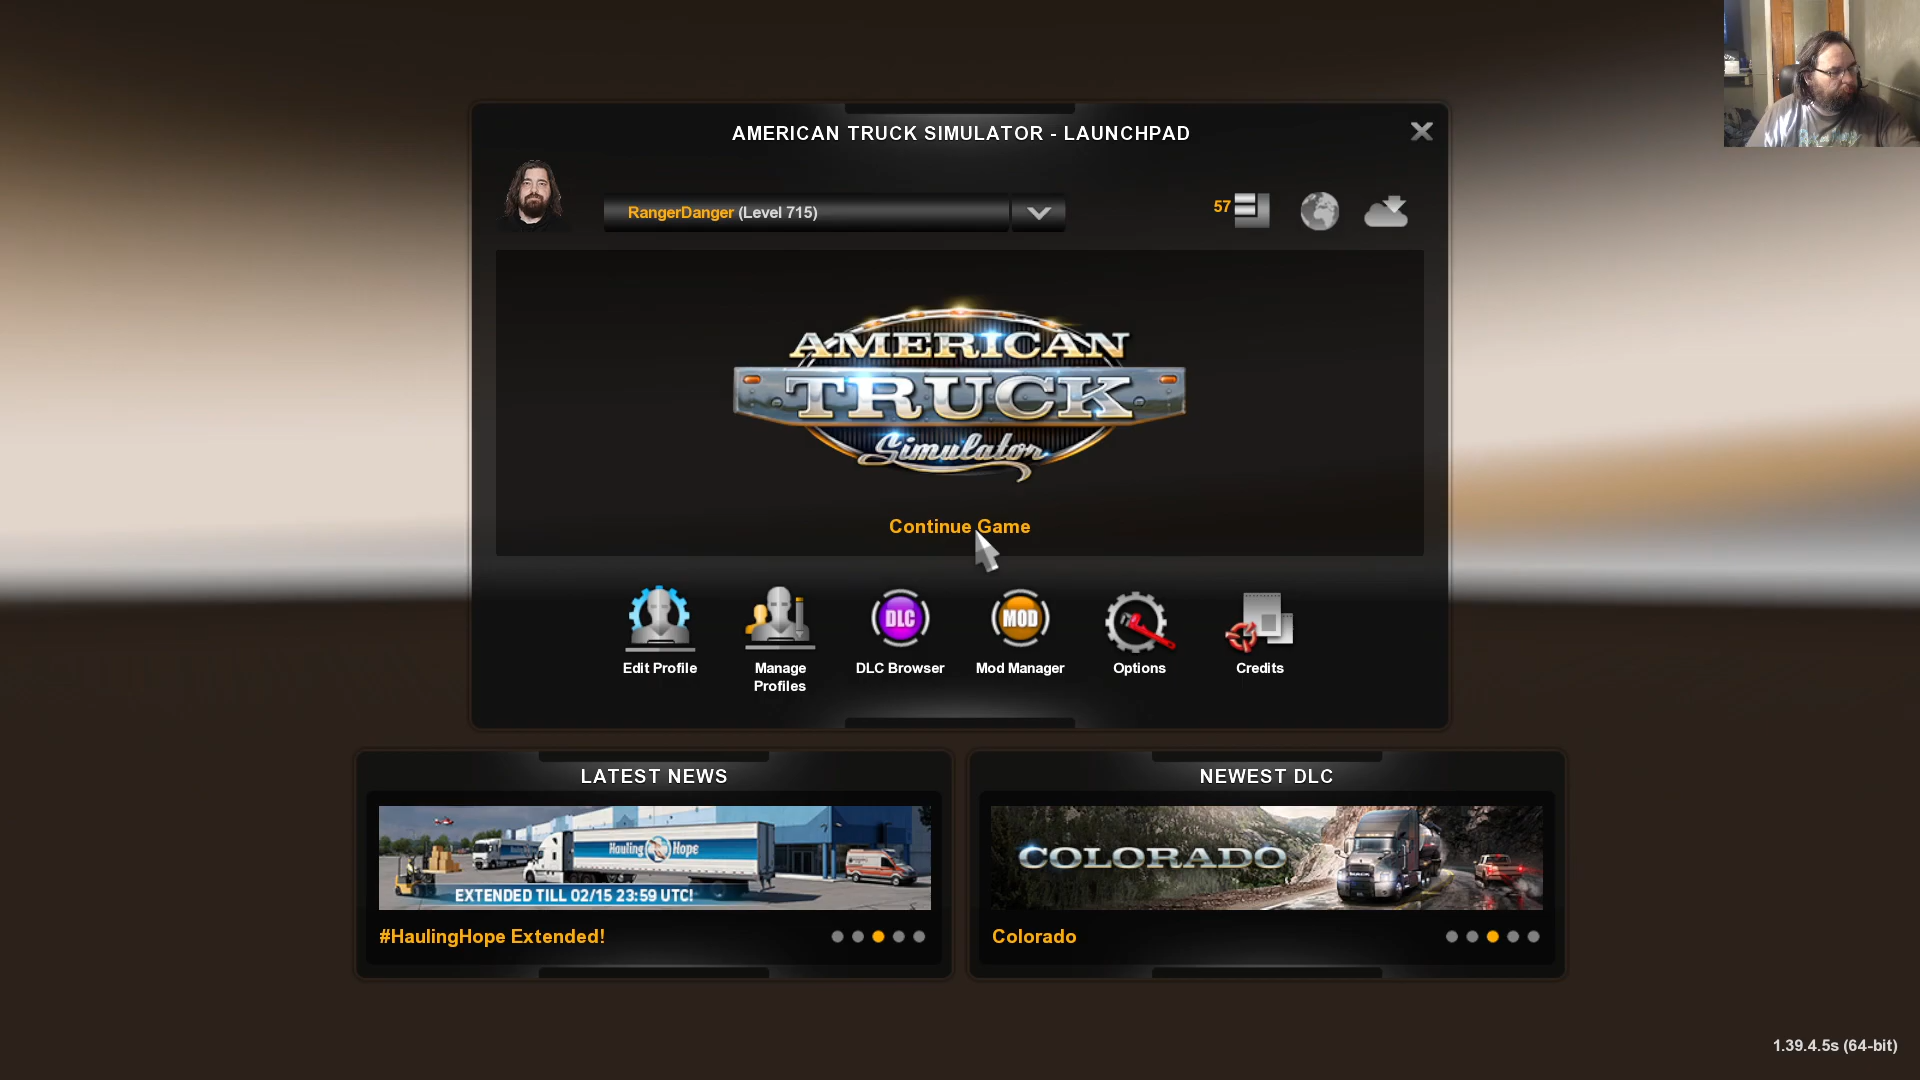 AMERICAN TRUCK SIMULATOR - LAUNCHPAD
RangerDanger (Level 715)
57
AMERICAN
TRUCK
Simulator
Continue Game
DLC
MOD
Edit Profile
Manage
Profiles
DLC Browser
Mod Manager
Options
Credits
LATEST NEWS
Hauling Hope
EXTENDED TILL 02/15 23:59 UTC!
#HaulingHope Extended!
NEWEST DLC
COLORADO
Colorado
1.39.4.5s (64-bit)